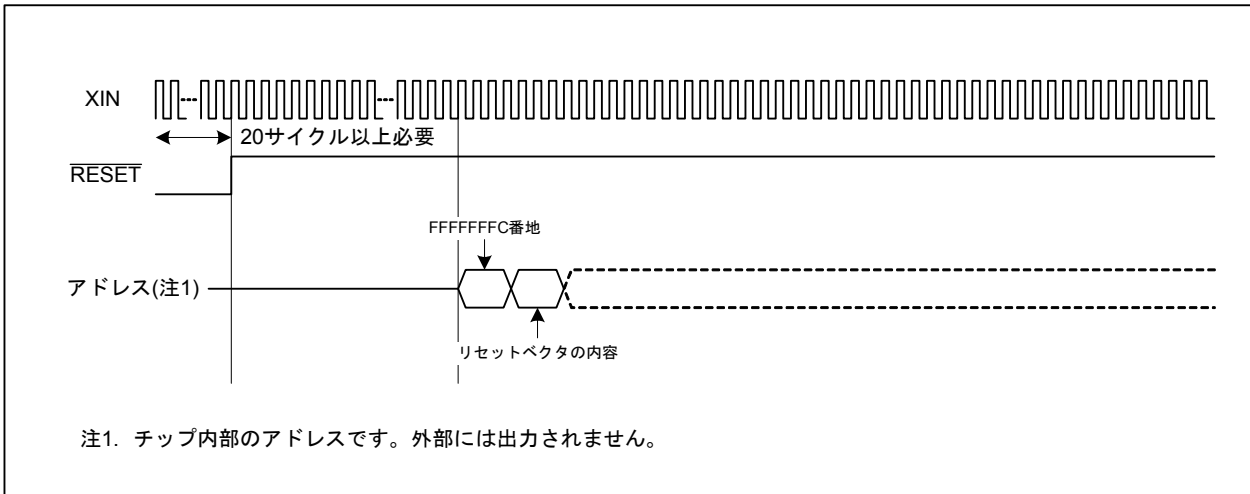 XIN
20サイクル以上必要
RESET
FFFFFFFC番地
アドレス(注1)
リセットベクタの内容
注1. チップ内部のアドレスです。外部には出力されません。